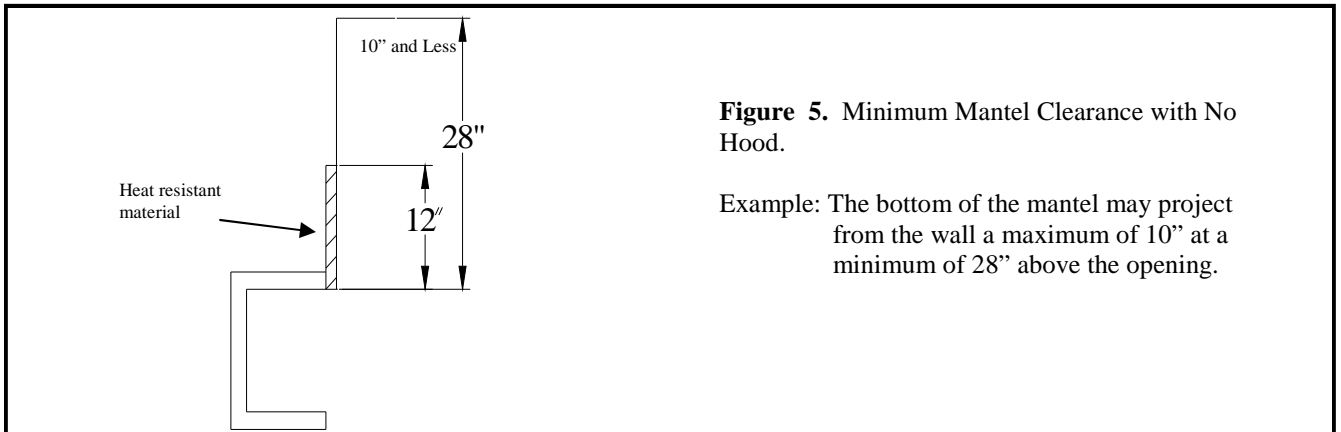 10” and Less
28"
Heat resistant
material
12"
Figure 5. Minimum Mantel Clearance with No
Hood.
Example: The bottom of the mantel may project
from the wall a maximum of 10” at a
minimum of 28” above the opening.